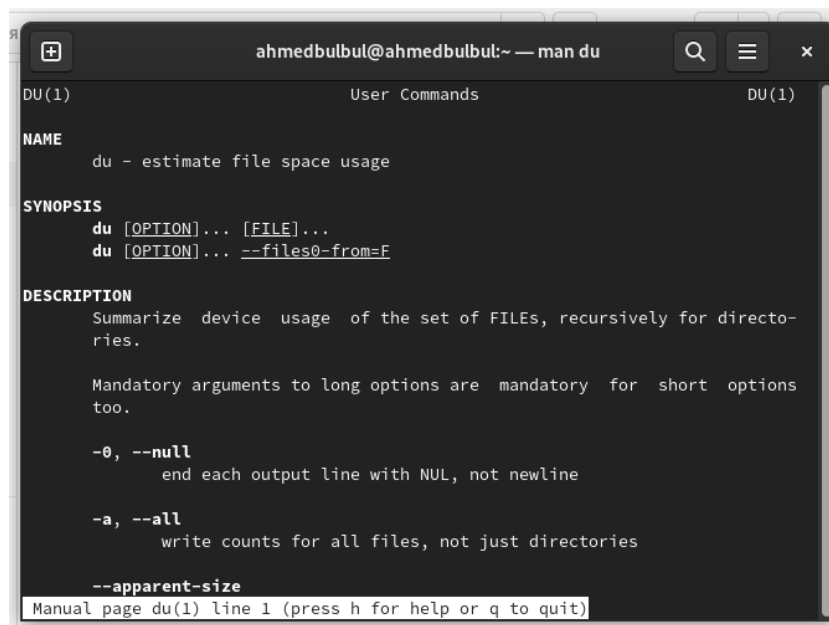 я
ahmedbulbul@ahmedbulbul:~ — man du
DU(1) User Commands DU(1)
NAME
du - estimate file space usage
SYNOPSIS
du [OPTION]... [FILE]...
du [OPTION]... --files0-from=F
DESCRIPTION
Summarize device usage of the set of FILEs, recursively for directo-
ries.
Mandatory arguments to long options are mandatory for short options
too.
-0, --null
end each output line with NUL, not newline
-a, --all
write counts for all files, not just directories
--apparent-size
Manual page du(1) line 1 (press h for help or q to quit)